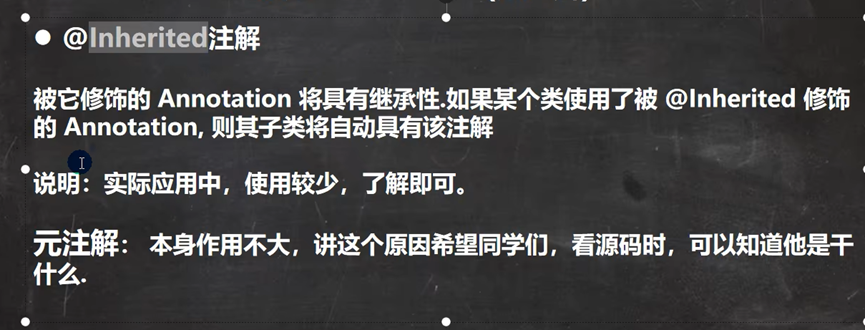 ● @Inherited注解
被它修饰的 Annotation 将具有继承性.如果某个类使用了被 @Inherited 修饰
的 Annotation, 则其子类将自动具有该注解
说明：实际应用中，使用较少，了解即可。
元注解： 本身作用不大，讲这个原因希望同学们，看源码时，可以知道他是干
什么.